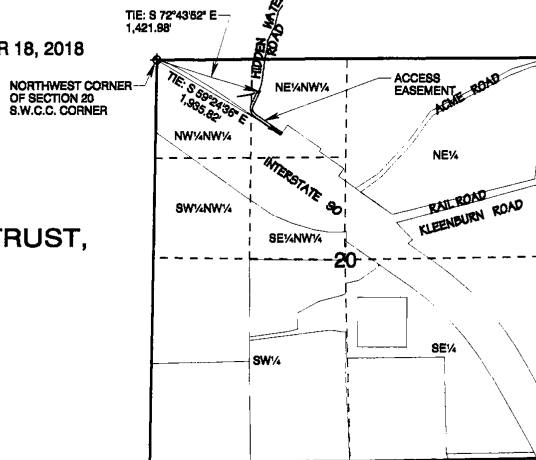 TIE: S 72°43'52" E
1,421.98'
R 18, 2018
HIDDEN WATE
ROAD
NORTHWEST CORNER
OF SECTION 20
S.W.C.C. CORNER
TIE: S 59°24'36" E
1,935.82'
NE¼NW¼
ACCESS
EASEMENT
ACME ROAD
NW¼NW¼
NE¼
INTERSTATE 90
SW¼NW¼
RAIL ROAD
KLEENBURN ROAD
TRUST,
SE¼NW¼
20
SW¼
SE¼